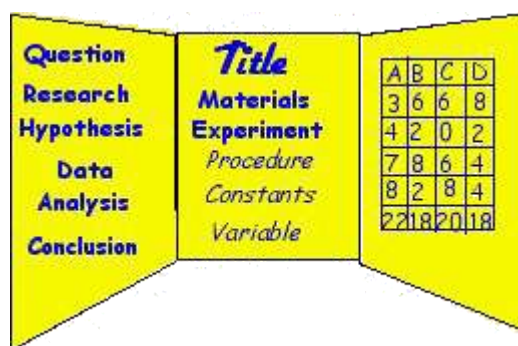 Question
Research
Hypothesis
Data
Analysis
Conclusion
Title
Materials
Experiment
Procedure
Constants
Variable
A B C D
3 6 6 8
4 2 0 2
7 8 6 4
8 2 8 4
22 18 20 18